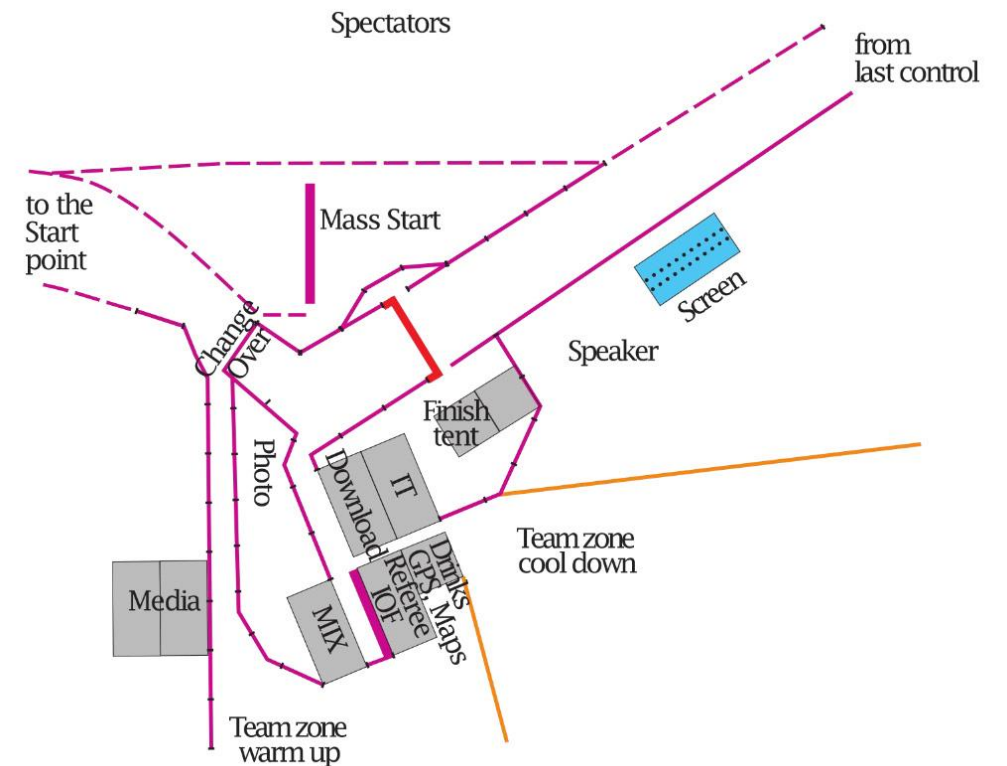 Spectators
from
last control
to the
Start
point
Mass Start
Screen
Change
Over
Speaker
Finish
tent
Photo
Download
IT
Team zone
cool down
Drinks
GPS, Maps
Referee
IOF
Media
MIX
Team zone
warm up